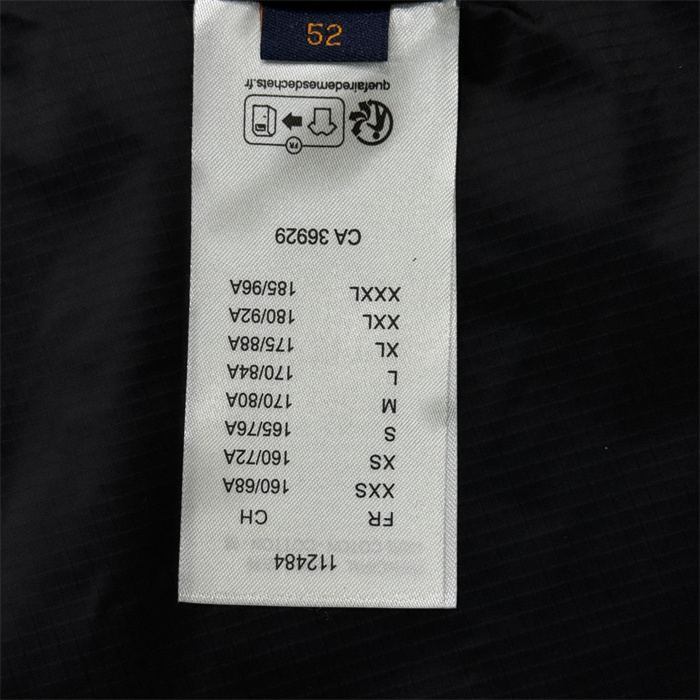 52
112484
FR CH
XXS 160/68A
XS 160/72A
S 165/76A
M 170/80A
L 170/84A
XL 175/88A
XXL 180/92A
XXXL 185/96A
CA 36929
FR
quefairedemesdechets.fr